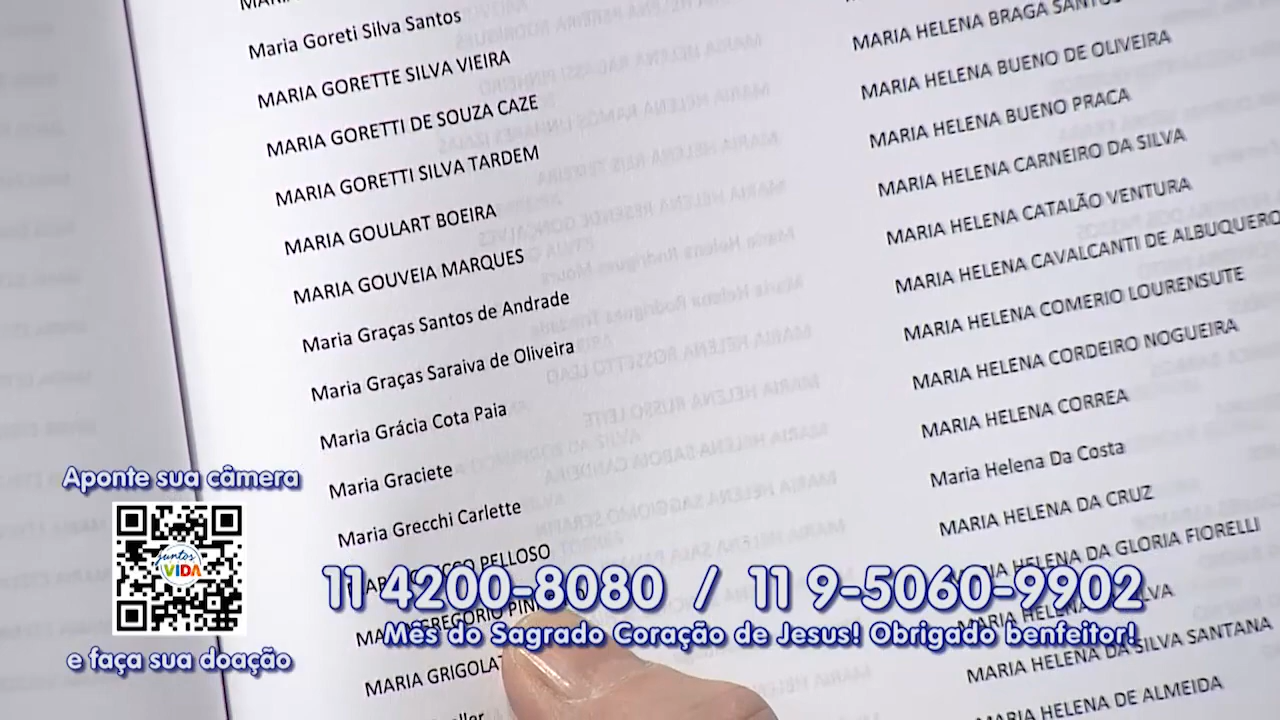 Maria Goreti Silva Santos
MARIA GORETTE SILVA VIEIRA
MARIA GORETTI DE SOUZA CAZE
MARIA GORETTI SILVA TARDEM
MARIA GOULART BOEIRA
MARIA GOUVEIA MARQUES
Maria Graças Santos de Andrade
Maria Graças Saraiva de Oliveira
Maria Grácia Cota Paia
Maria Graciete
Maria Grecchi Carlette
PELLOSO
GREGORIO
MARIA
MARIA HELENA BRAGA SANTOS
MARIA HELENA BUENO DE OLIVEIRA
MARIA HELENA BUENO PRACA
MARIA HELENA CARNEIRO DA SILVA
MARIA HELENA CATALÃO VENTURA
MARIA HELENA CAVALCANTI DE
MARIA HELENA COMERIO LOURENSUTE
MARIA HELENA CORDEIRO NOGUEIRA
MARIA HELENA CORREA
Maria Helena Da Costa
MARIA HELENA DA CRUZ
MARIA HELENA DA GLORIA FIORELLI
MARIA HELENA
MARIA HELENA DA SILVA SANTANA
MARIA HELENA DE ALMEIDA
Aponte sua câmera
juntos
VIDA
e faça sua doação
11 4200-8080 / 11 9-5060-9902
Mês do Sagrado Coração de Jesus! Obrigado benfeitor!